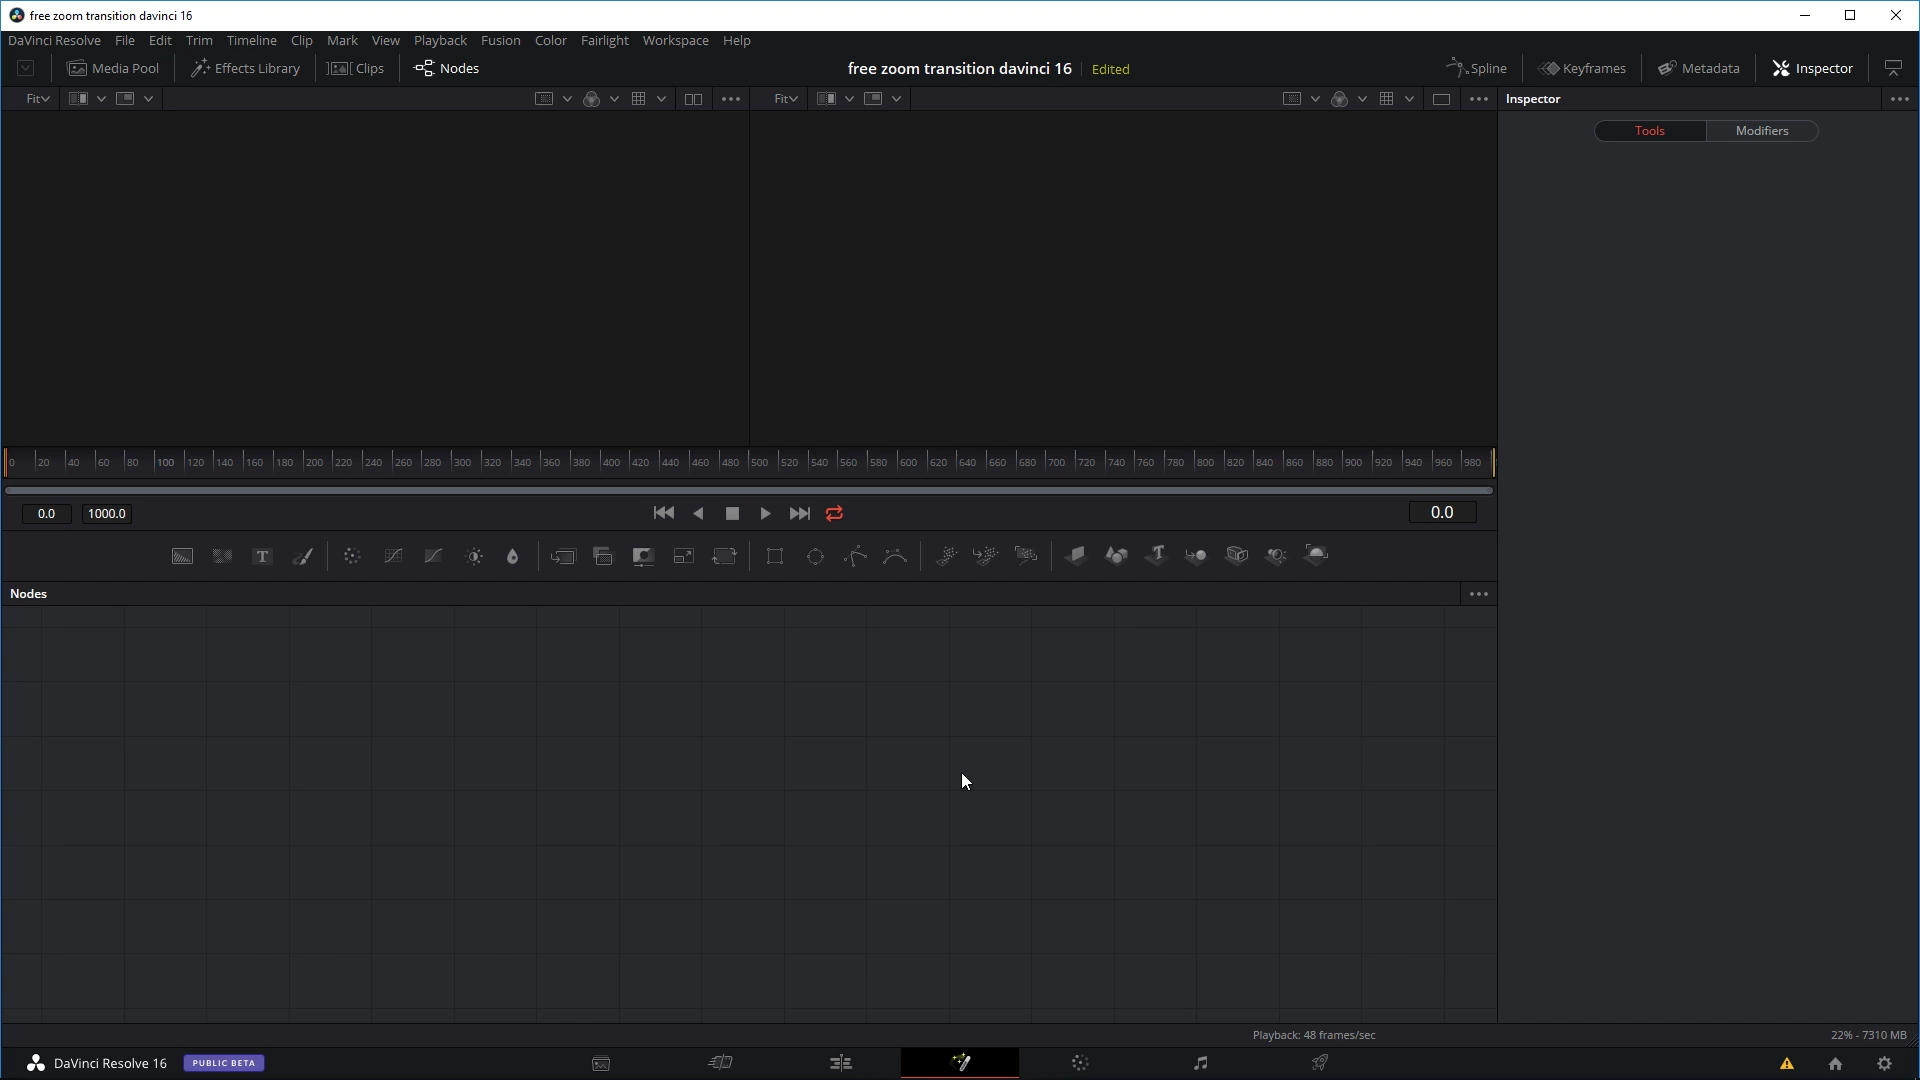 free zoom transition davinci 16
DaVinci Resolve File Edit Trim Timeline Clip Mark View Playback Fusion Color Fairlight Workspace Help
Media Pool Effects Library Clips Nodes free zoom transition davinci 16 Edited Spline Keyframes Metadata Inspector
Fit Fit Inspector
Tools Modifiers
0 20 40 60 80 100 120 140 160 180 200 220 240 260 280 300 320 340 360 380 400 420 440 460 480 500 520 540 560 580 600 620 640 660 680 700 720 740 760 780 800 820 840 860 880 900 920 940 960 980
0.0 1000.0 0.0
T T
Nodes
Playback: 48 frames/sec 22% - 7310 MB
DaVinci Resolve 16 PUBLIC BETA